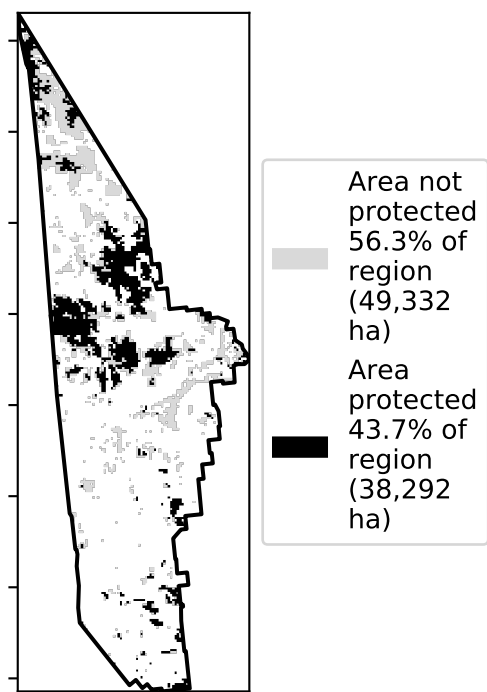 Area not
protected
56.3% of
region
(49,332
ha)
Area
protected
43.7% of
region
(38,292
ha)